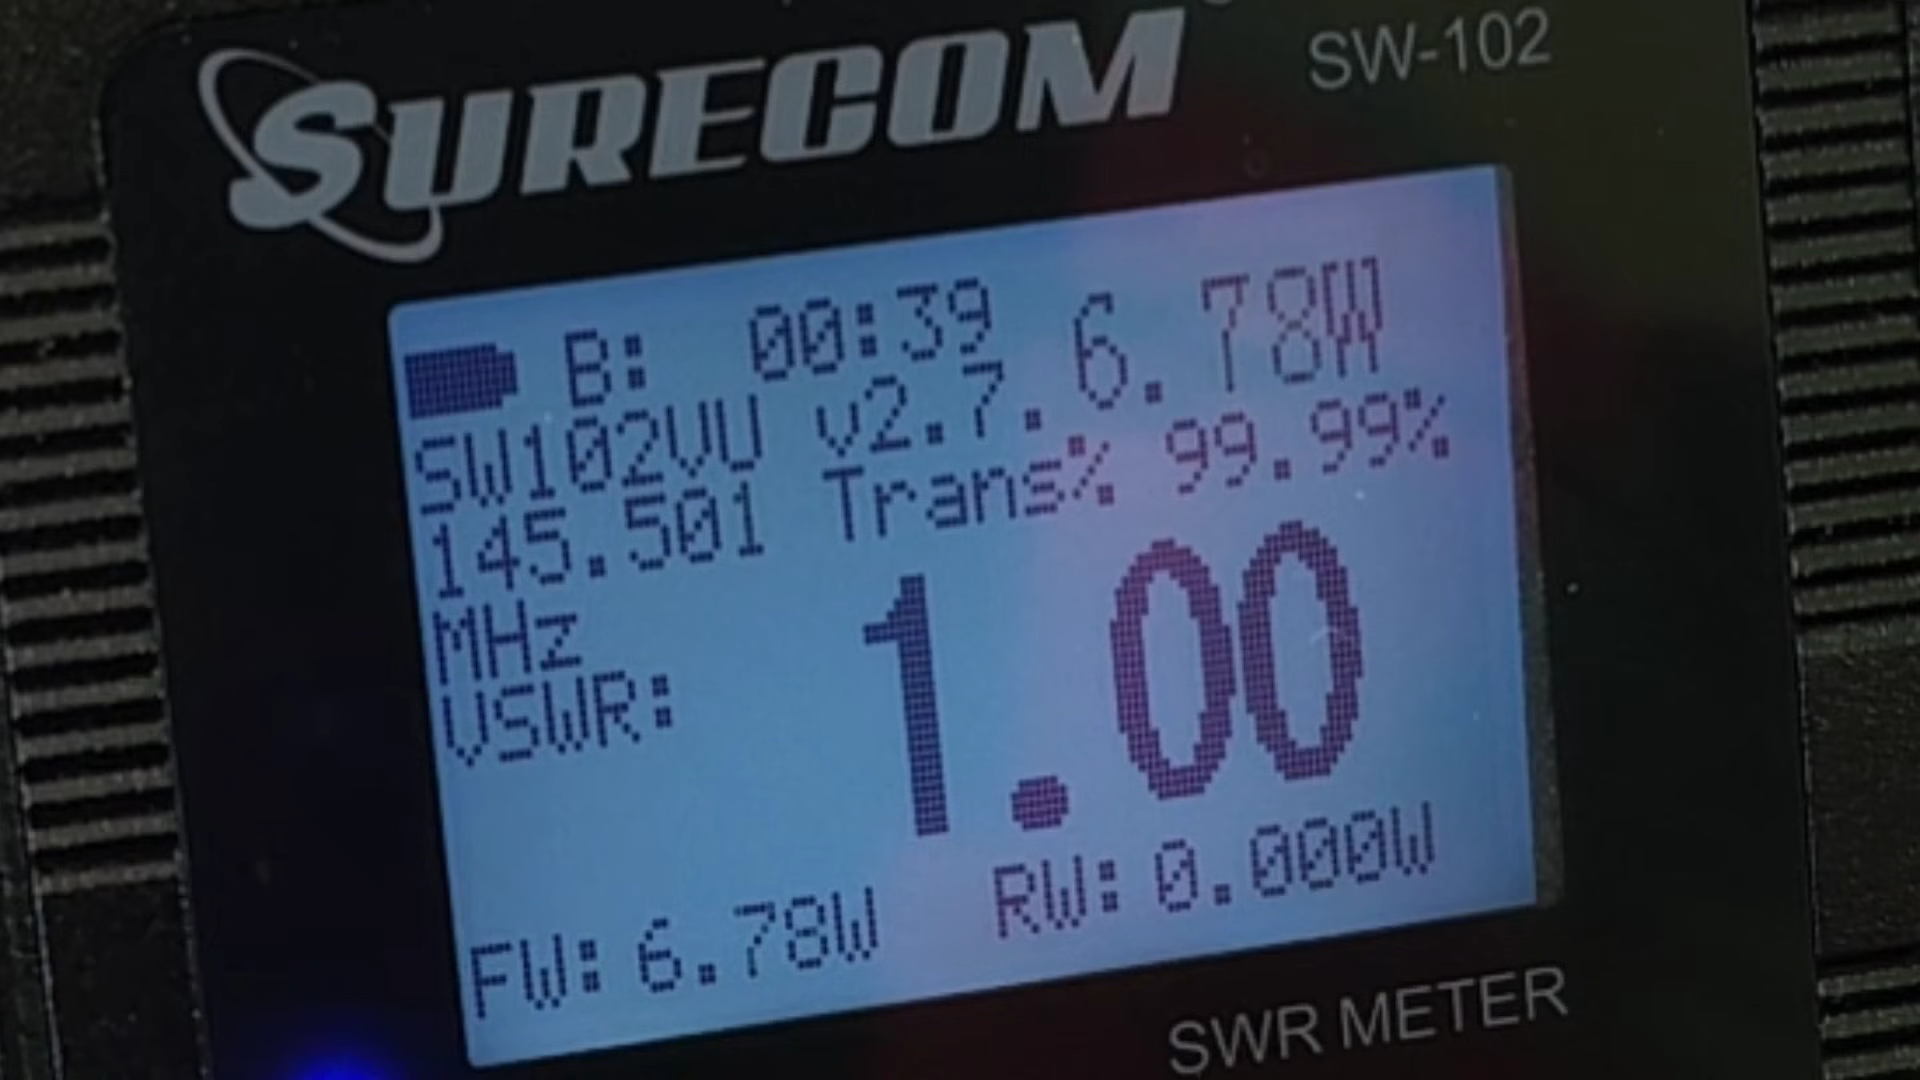 SURECOM SW-102
B: 00:39 6.78W
SW102VU v2.7.
145.501 Trans% 99.99%
MHz
VSWR: 1.00
FW: 6.78W RW: 0.000W
SWR METER